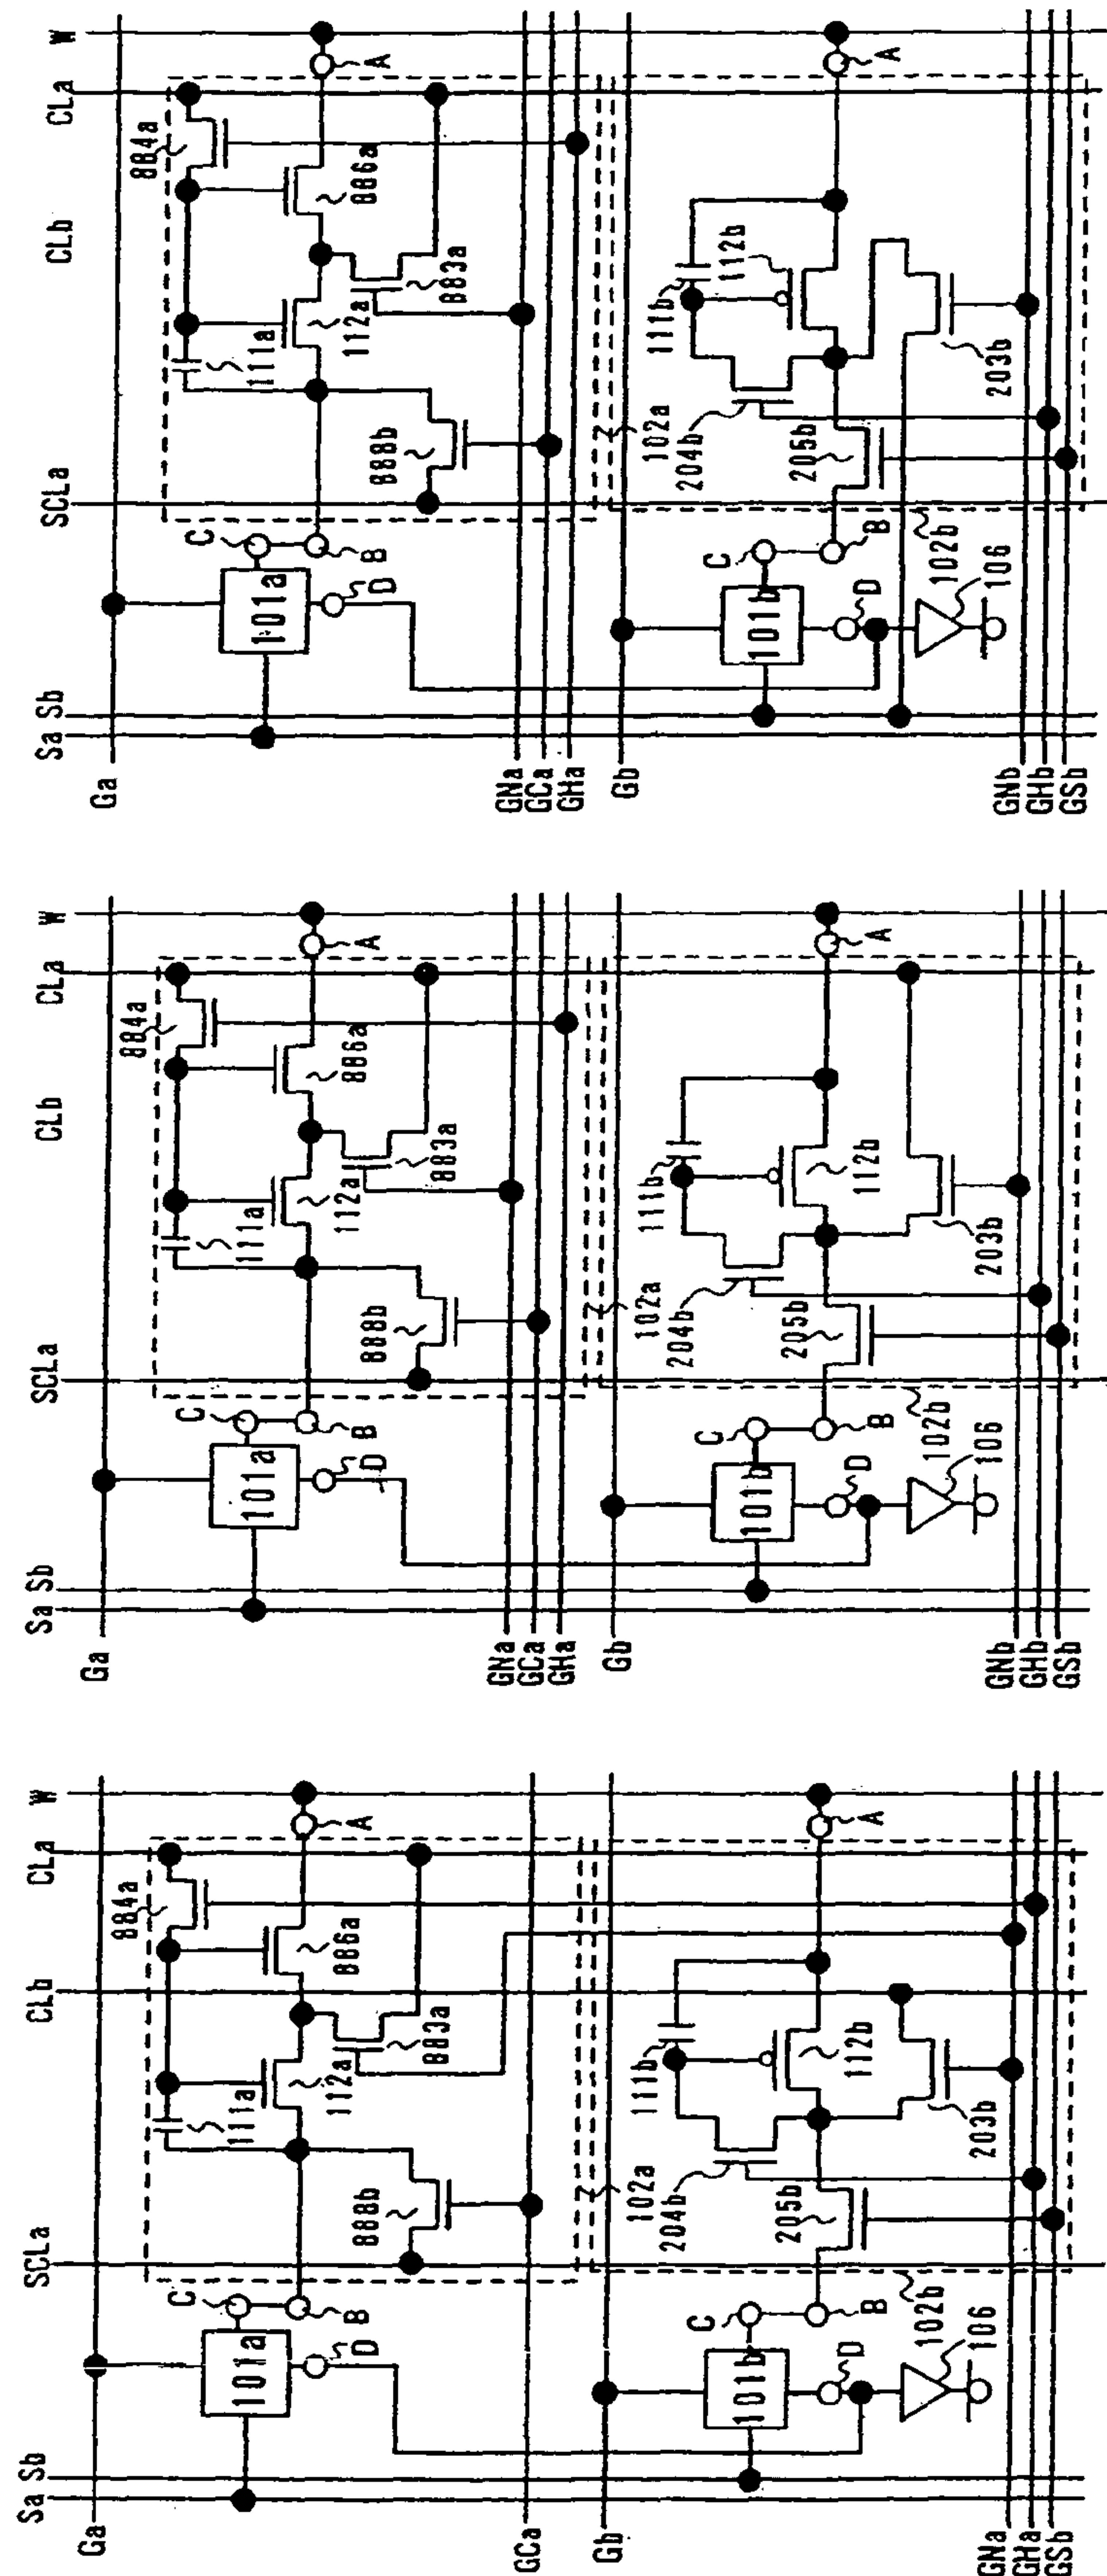 Sa Sb SCLa CLb CLa W
Ga
884a
111a
886a
C
101a
112a
A
B
883a
D
888b
GCa
102a
Gb
204b
111b
C
205b
112b
A
101b
B
D
203b
102b
106
GNa
GHa
GSb
Sa Sb SCLa CLb CLa W
Ga
884a
111a
886a
C
101a
112a
A
B
883a
D
888b
GNa
GCa
GHa
102a
Gb
204b
111b
C
205b
112b
A
101b
B
D
203b
102b
106
GNb
GHb
GSb
Sa Sb SCLa CLb CLa W
Ga
884a
111a
886a
C
101a
112a
A
B
883a
D
888b
GNa
GCa
GHa
102a
Gb
204b
111b
112b
C
205b
A
101b
B
D
203b
102b
106
GNb
GHb
GSb